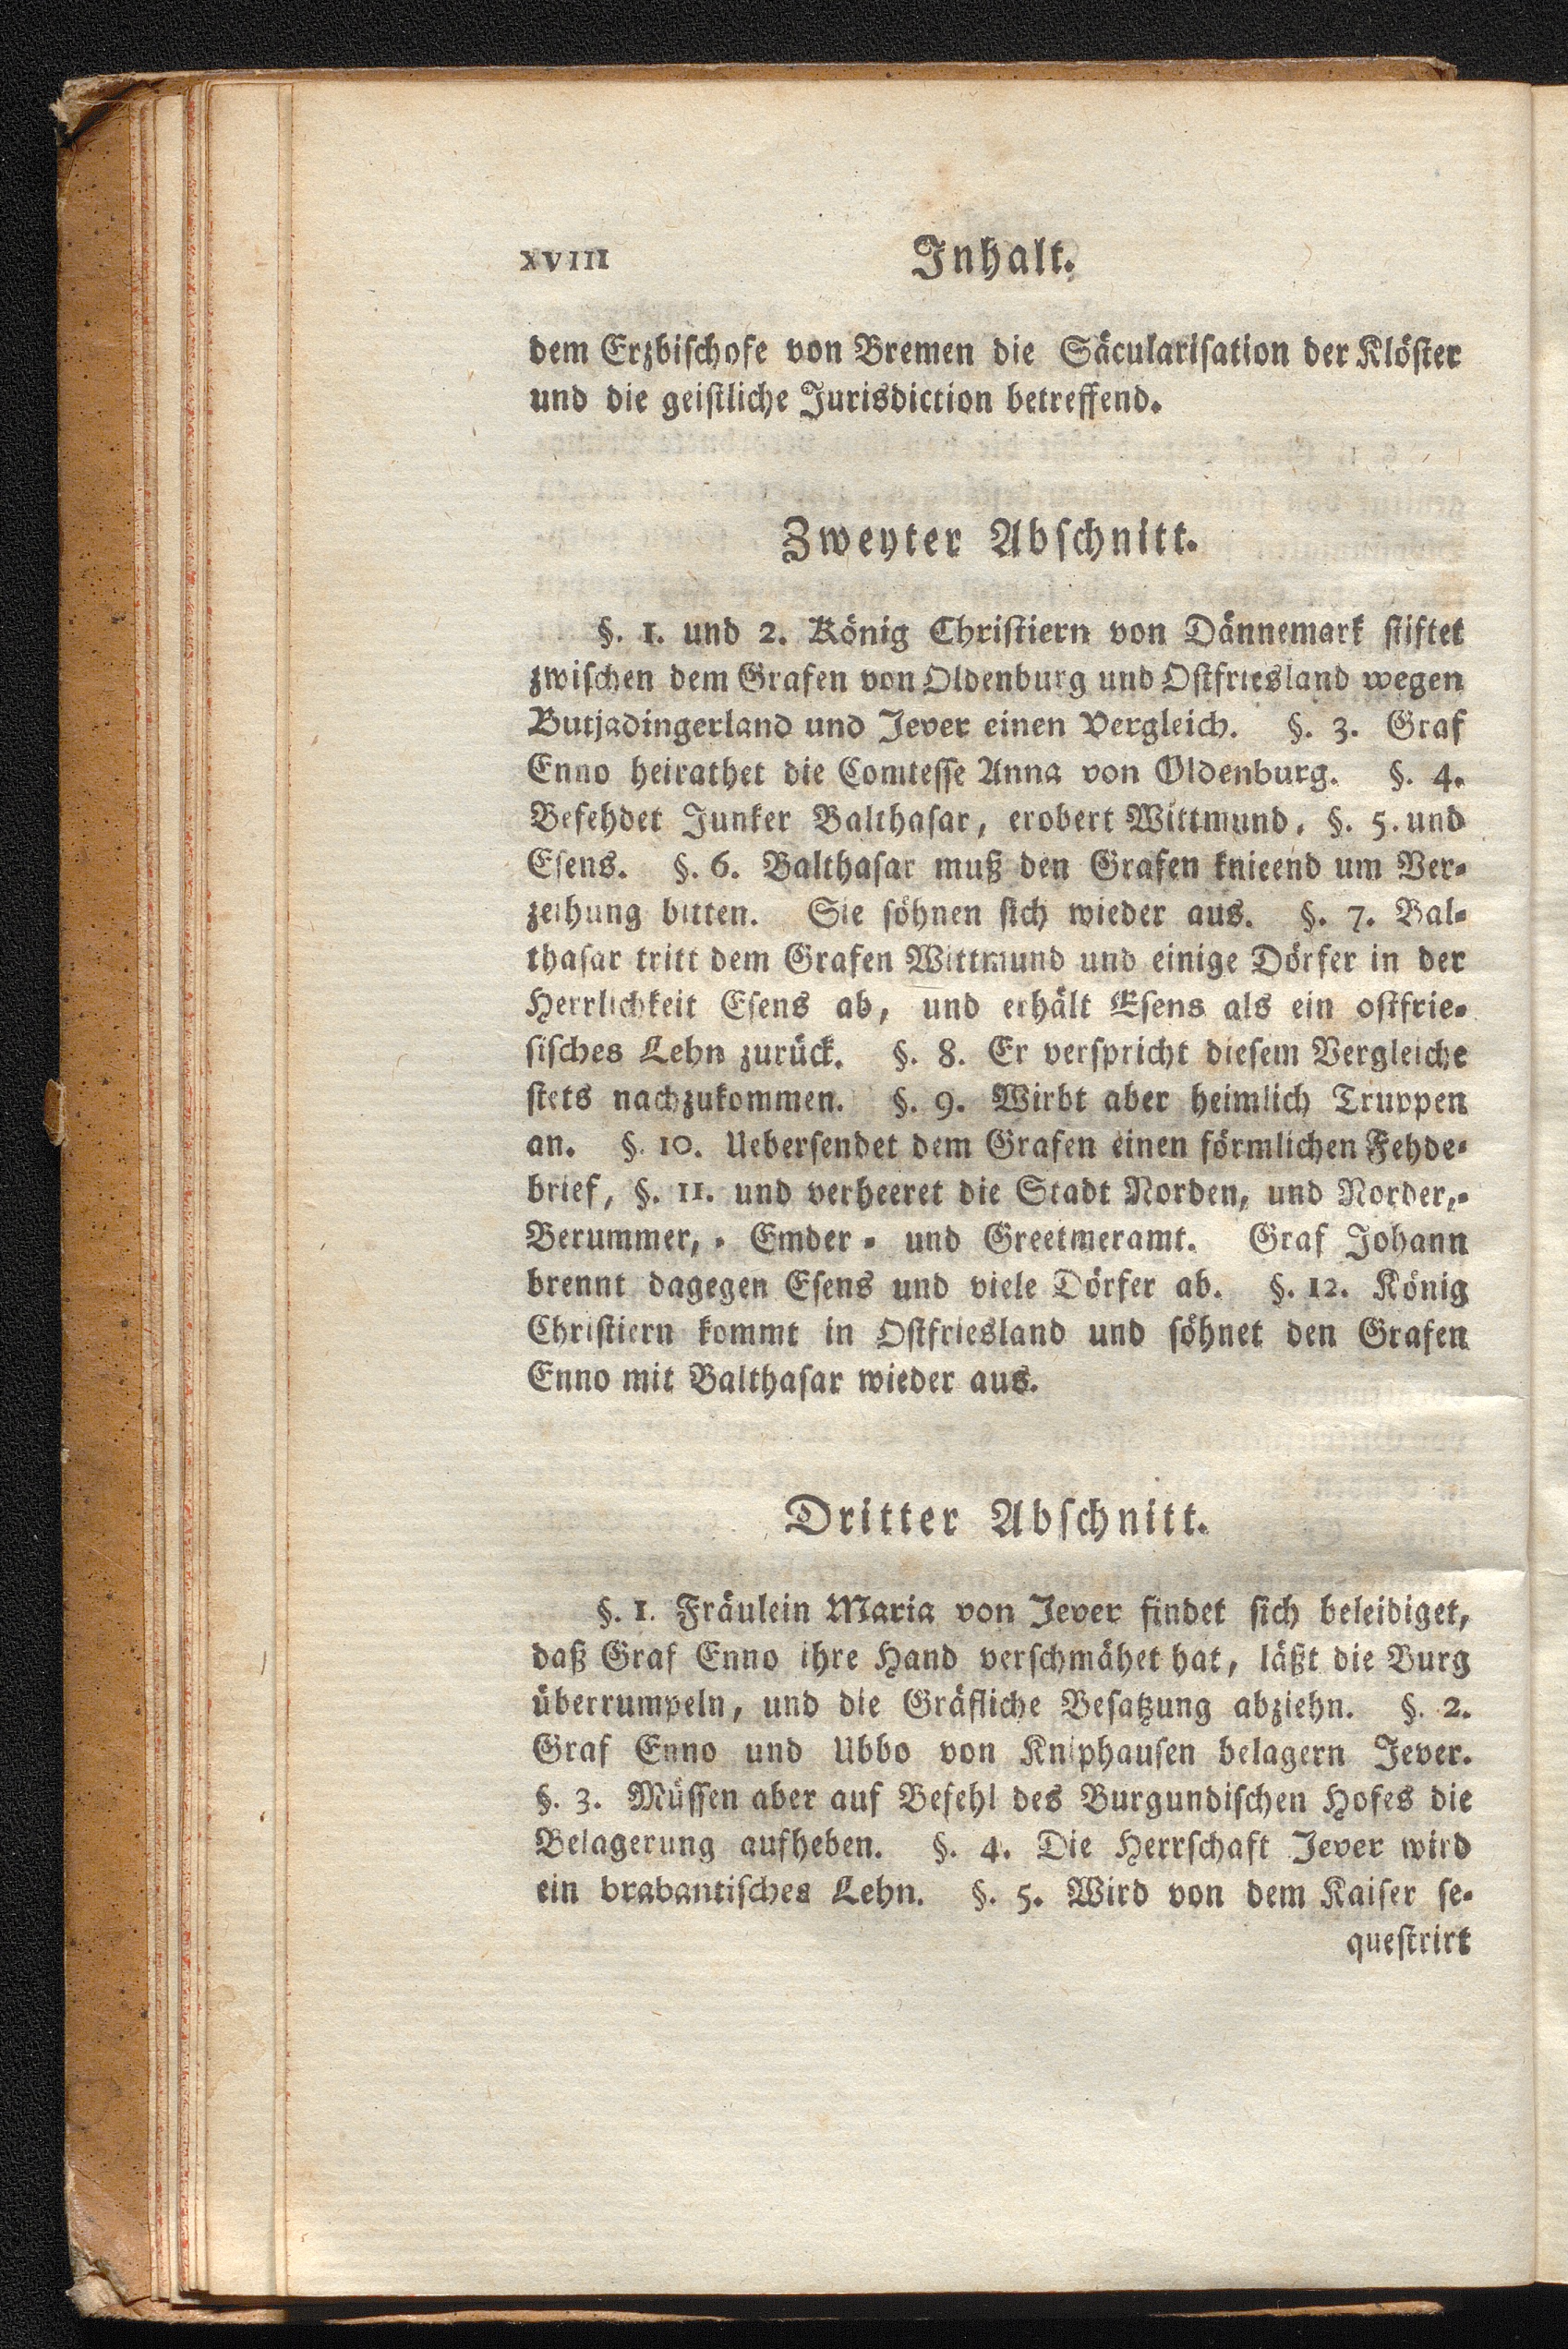 XVIII Inhalt.
dem Erzbischofe von Bremen die Säcularisation der Klöster
und die geistliche Jurisdiction betreffend.
Zweyter Abschnitt.
§. 1. und 2. König Christiern von Dännemark stiftet
zwischen dem Grafen von Oldenburg und Ostfriesland wegen
Butjadingerland und Jever einen Vergleich. §. 3. Graf
Enno heirathet die Comtesse Anna von Oldenburg. §. 4.
Befehdet Junker Balthasar, erobert Wittmund, §. 5. und
Esens. §. 6. Balthasar muß den Grafen knieend um Ver-
zeihung bitten. Sie söhnen sich wieder aus. §. 7. Bal-
thasar tritt dem Grafen Wittmund und einige Dörfer in der
Herrlichkeit Esens ab, und erhält Esens als ein ostfrie-
sisches Lehn zurück. §. 8. Er verspricht diesem Vergleiche
stets nachzukommen. §. 9. Wirbt aber heimlich Truppen
an. §. 10. Uebersendet dem Grafen einen förmlichen Fehde-
brief, §. 11. und verheeret die Stadt Norden, und Norder,-
Berummer, - Emder - und Greetmeramt. Graf Johann
brennt dagegen Esens und viele Dörfer ab. §. 12. König
Christiern kommt in Ostfriesland und söhnet den Grafen
Enno mit Balthasar wieder aus.
Dritter Abschnitt.
§. 1. Fräulein Maria von Jever findet sich beleidiget,
daß Graf Enno ihre Hand verschmähet hat, läßt die Burg
überrumpeln, und die Gräfliche Besatzung abziehn. §. 2.
Graf Enno und Ubbo von Kniphausen belagern Jever.
§. 3. Müssen aber auf Befehl des Burgundischen Hofes die
Belagerung aufheben. §. 4. Die Herrschaft Jever wird
ein brabantisches Lehn. §. 5. Wird von dem Kaiser se-
questrirt